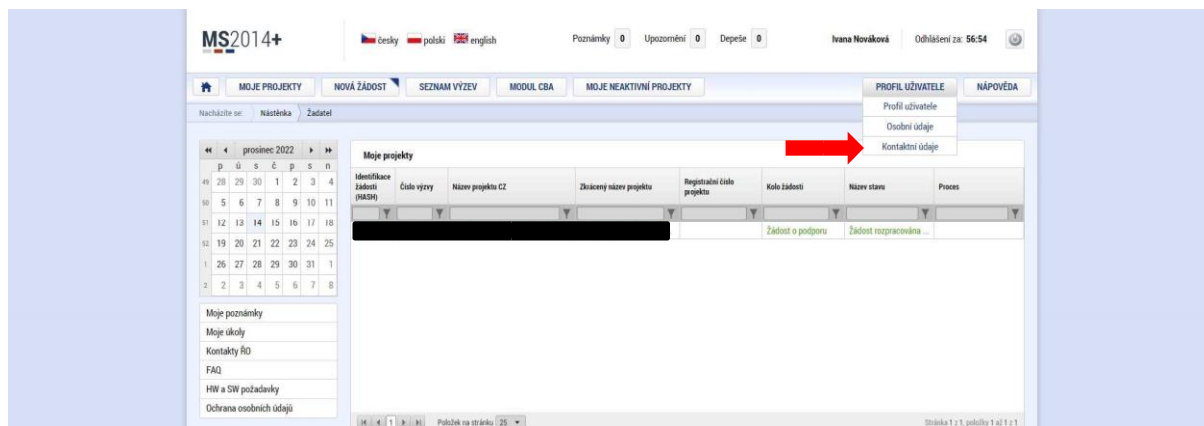 MS2014+
česky polski english
Poznámky 0 Upozornění 0 Depeše 0
Ivana Nováková Odhlášení za: 56:54
MOJE PROJEKTY NOVÁ ŽÁDOST SEZNAM VÝZEV MODUL CBA MOJE NEAKTIVNÍ PROJEKTY PROFIL UŽIVATELE NÁPOVĚDA
Nacházíte se: Nástěnka Žadatel
Profil uživatele
Osobní údaje
Kontaktní údaje
prosinec 2022
p ú s č p s n
49 28 29 30 1 2 3 4
50 5 6 7 8 9 10 11
51 12 13 14 15 16 17 18
52 19 20 21 22 23 24 25
1 26 27 28 29 30 31 1
2 2 3 4 5 6 7 8
Moje poznámky
Moje úkoly
Kontakty ŘO
FAQ
HW a SW požadavky
Ochrana osobních údajů
Moje projekty
Identifikace žádosti (HASH) Číslo výzvy Název projektu CZ Zkrácený název projektu Registrační číslo projektu Kolo žádosti Název stavu Proces
Žádost o podporu Žádost rozpracována ...
1 Položek na stránku 25 Stránka 1 z 1, položky 1 až 1 z 1